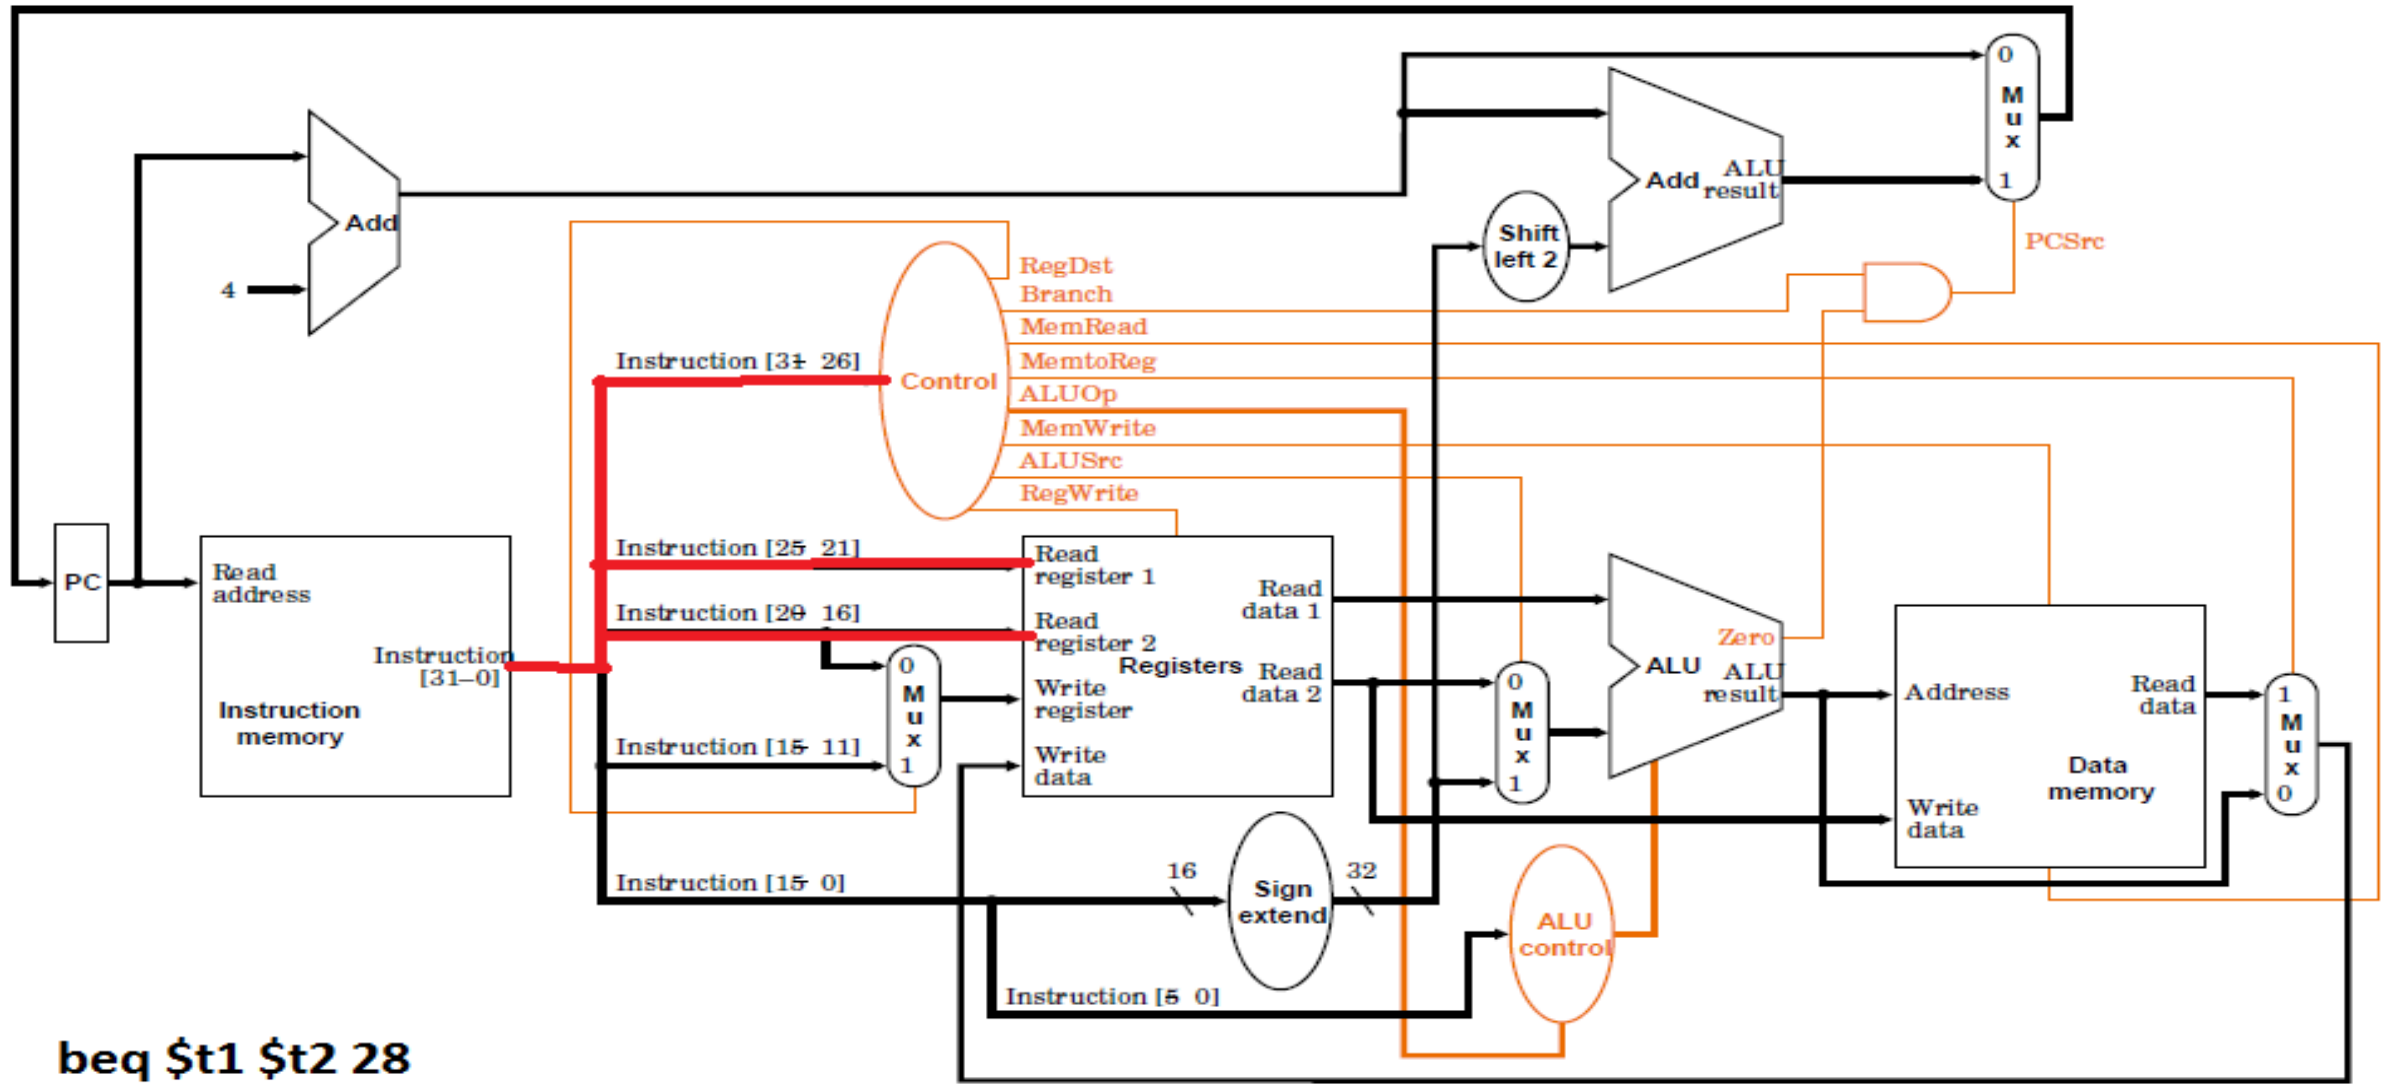 0
M
u
x
1
Add
ALU
result
Add
Shift
left 2
PCSrc
4
RegDst
Branch
MemRead
MemtoReg
ALUOp
MemWrite
ALUSrc
RegWrite
Instruction [31 26]
Control
PC
Read
address
Instruction
[31–0]
Instruction
memory
Instruction [25 21]
Instruction [20 16]
Instruction [15 11]
0
M
u
x
1
Read
register 1
Read
register 2
Write
register
Write
data
Registers
Read
data 1
Read
data 2
0
M
u
x
1
Zero
ALU
ALU
result
Address
Read
data
Data
memory
Write
data
1
M
u
x
0
Instruction [15 0]
16
Sign
extend
32
ALU
control
Instruction [5 0]
beq $t1 $t2 28